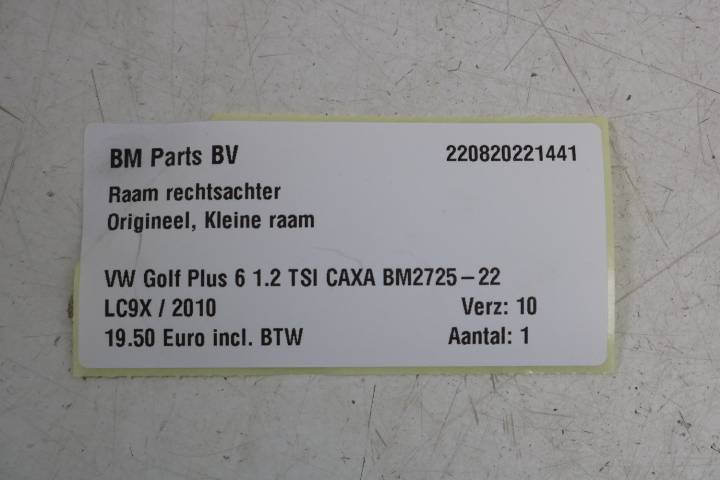 BM Parts BV 220820221441
Raam rechtsachter
Origineel, Kleine raam
VW Golf Plus 6 1.2 TSI CAXA BM2725-22
LC9X / 2010 Verz: 10
19.50 Euro incl. BTW Aantal: 1